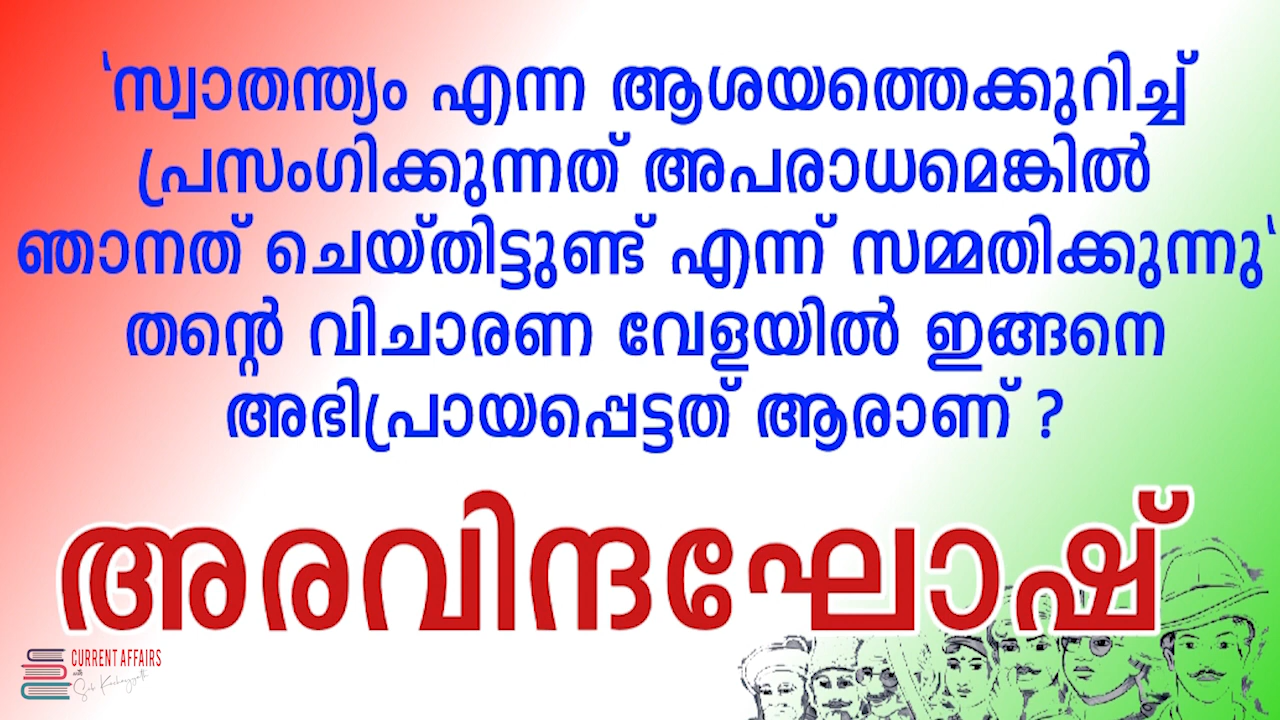 'സ്വാതന്ത്യം എന്ന ആശയത്തെക്കുറിച്ച്
പ്രസംഗിക്കുന്നത് അപരാധമെങ്കിൽ
ഞാനത് ചെയ്തിട്ടുണ്ട് എന്ന് സമ്മതിക്കുന്നു'
തന്റെ വിചാരണ വേളയിൽ ഇങ്ങനെ
അഭിപ്രായപ്പെട്ടത് ആരാണ് ?
അരവിന്ദഘോഷ്
CURRENT AFFAIRS
with